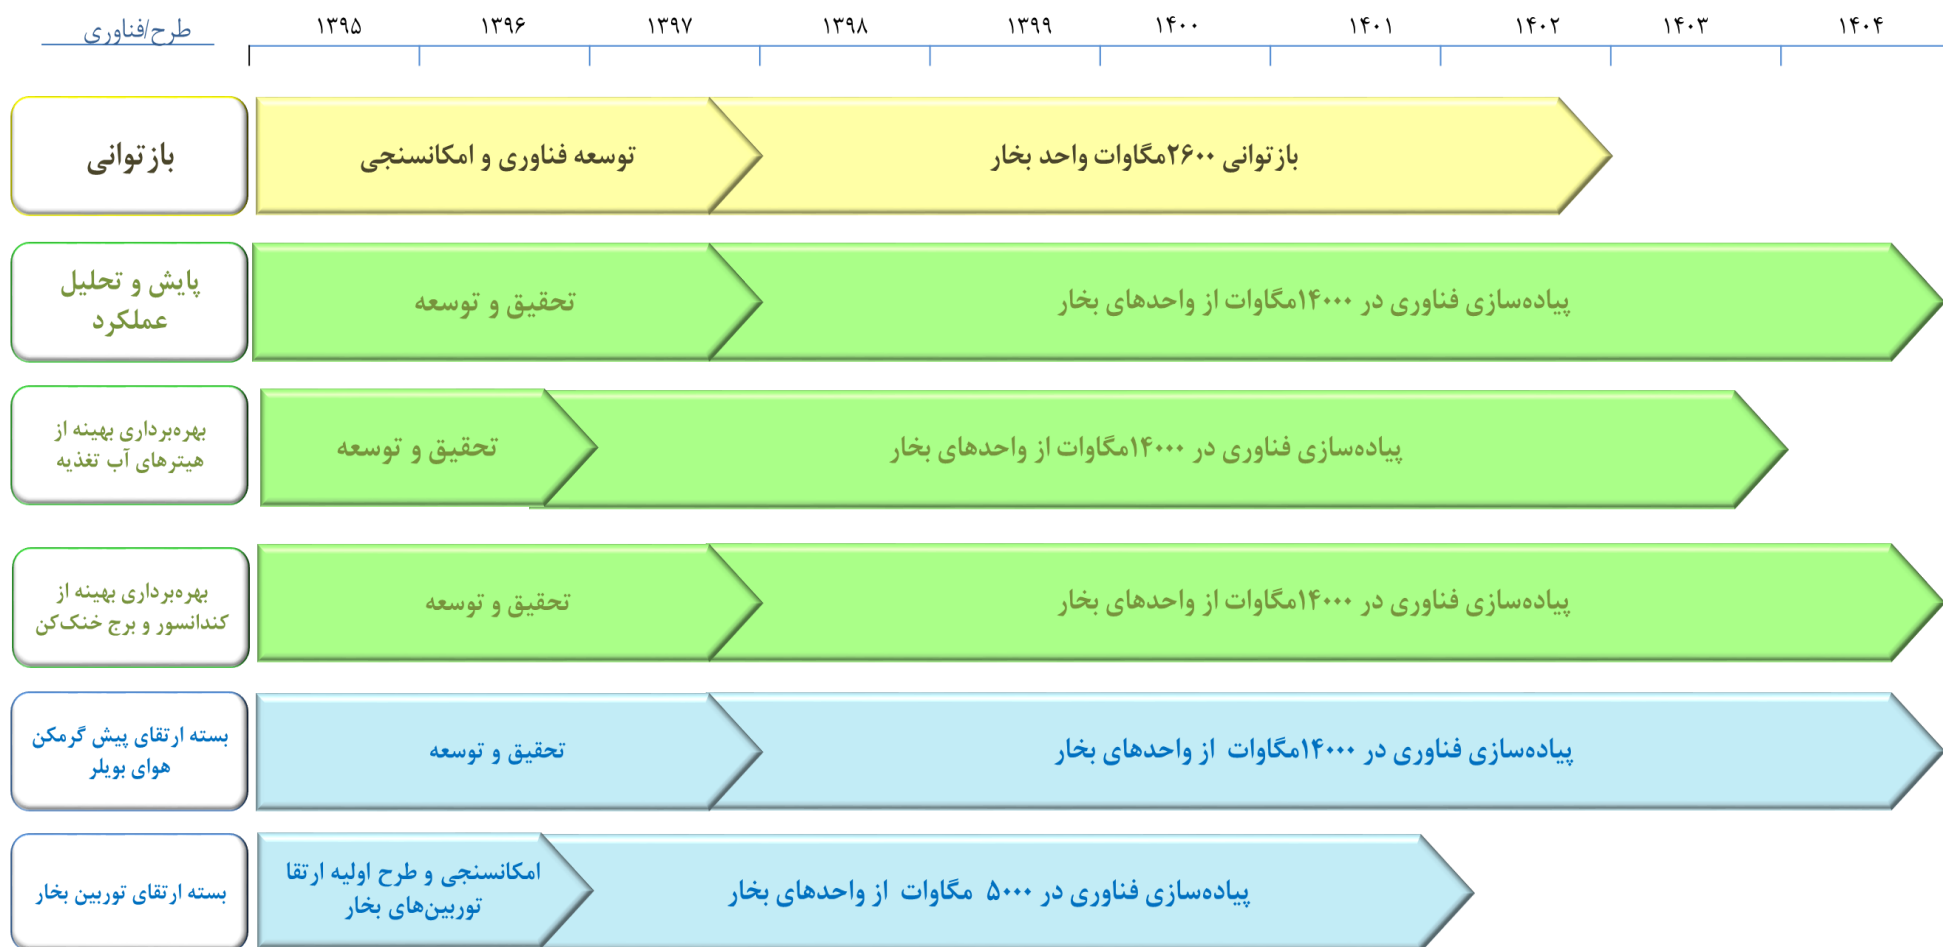 طرح/فناوری
۱۳۹۵ ۱۳۹۶ ۱۳۹۷ ۱۳۹۸ ۱۳۹۹ ۱۴۰۰ ۱۴۰۱ ۱۴۰۲ ۱۴۰۳ ۱۴۰۴
بازتوانی
توسعه فناوری و امکانسنجی
بازتوانی ۲۶۰۰مگاوات واحد بخار
پایش و تحلیل
عملکرد
تحقیق و توسعه
پیاده‌سازی فناوری در ۱۴۰۰۰مگاوات از واحدهای بخار
بهره‌برداری بهینه از
هیترهای آب تغذیه
تحقیق و توسعه
پیاده‌سازی فناوری در ۱۴۰۰۰مگاوات از واحدهای بخار
بهره‌برداری بهینه از
کندانسور و برج خنک‌کن
تحقیق و توسعه
پیاده‌سازی فناوری در ۱۴۰۰۰مگاوات از واحدهای بخار
بسته ارتقای پیش گرمکن
هوای بویلر
تحقیق و توسعه
پیاده‌سازی فناوری در ۱۴۰۰۰مگاوات از واحدهای بخار
بسته ارتقای توربین بخار
امکانسنجی و طرح اولیه ارتقا
توربین‌های بخار
پیاده‌سازی فناوری در ۵۰۰۰ مگاوات از واحدهای بخار